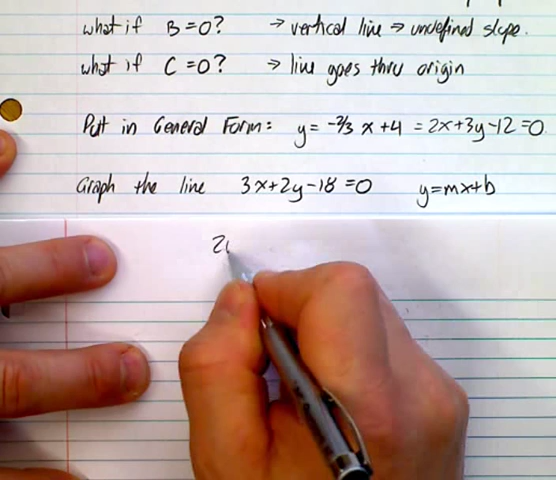 what if B=0? → vertical line ⇒ undefined slope.
what if C=0? → line goes thru origin
Put in General Form: y= -2/3 x+4 = 2x+3y-12=0
Graph the line 3x+2y-18=0 y=mx+b